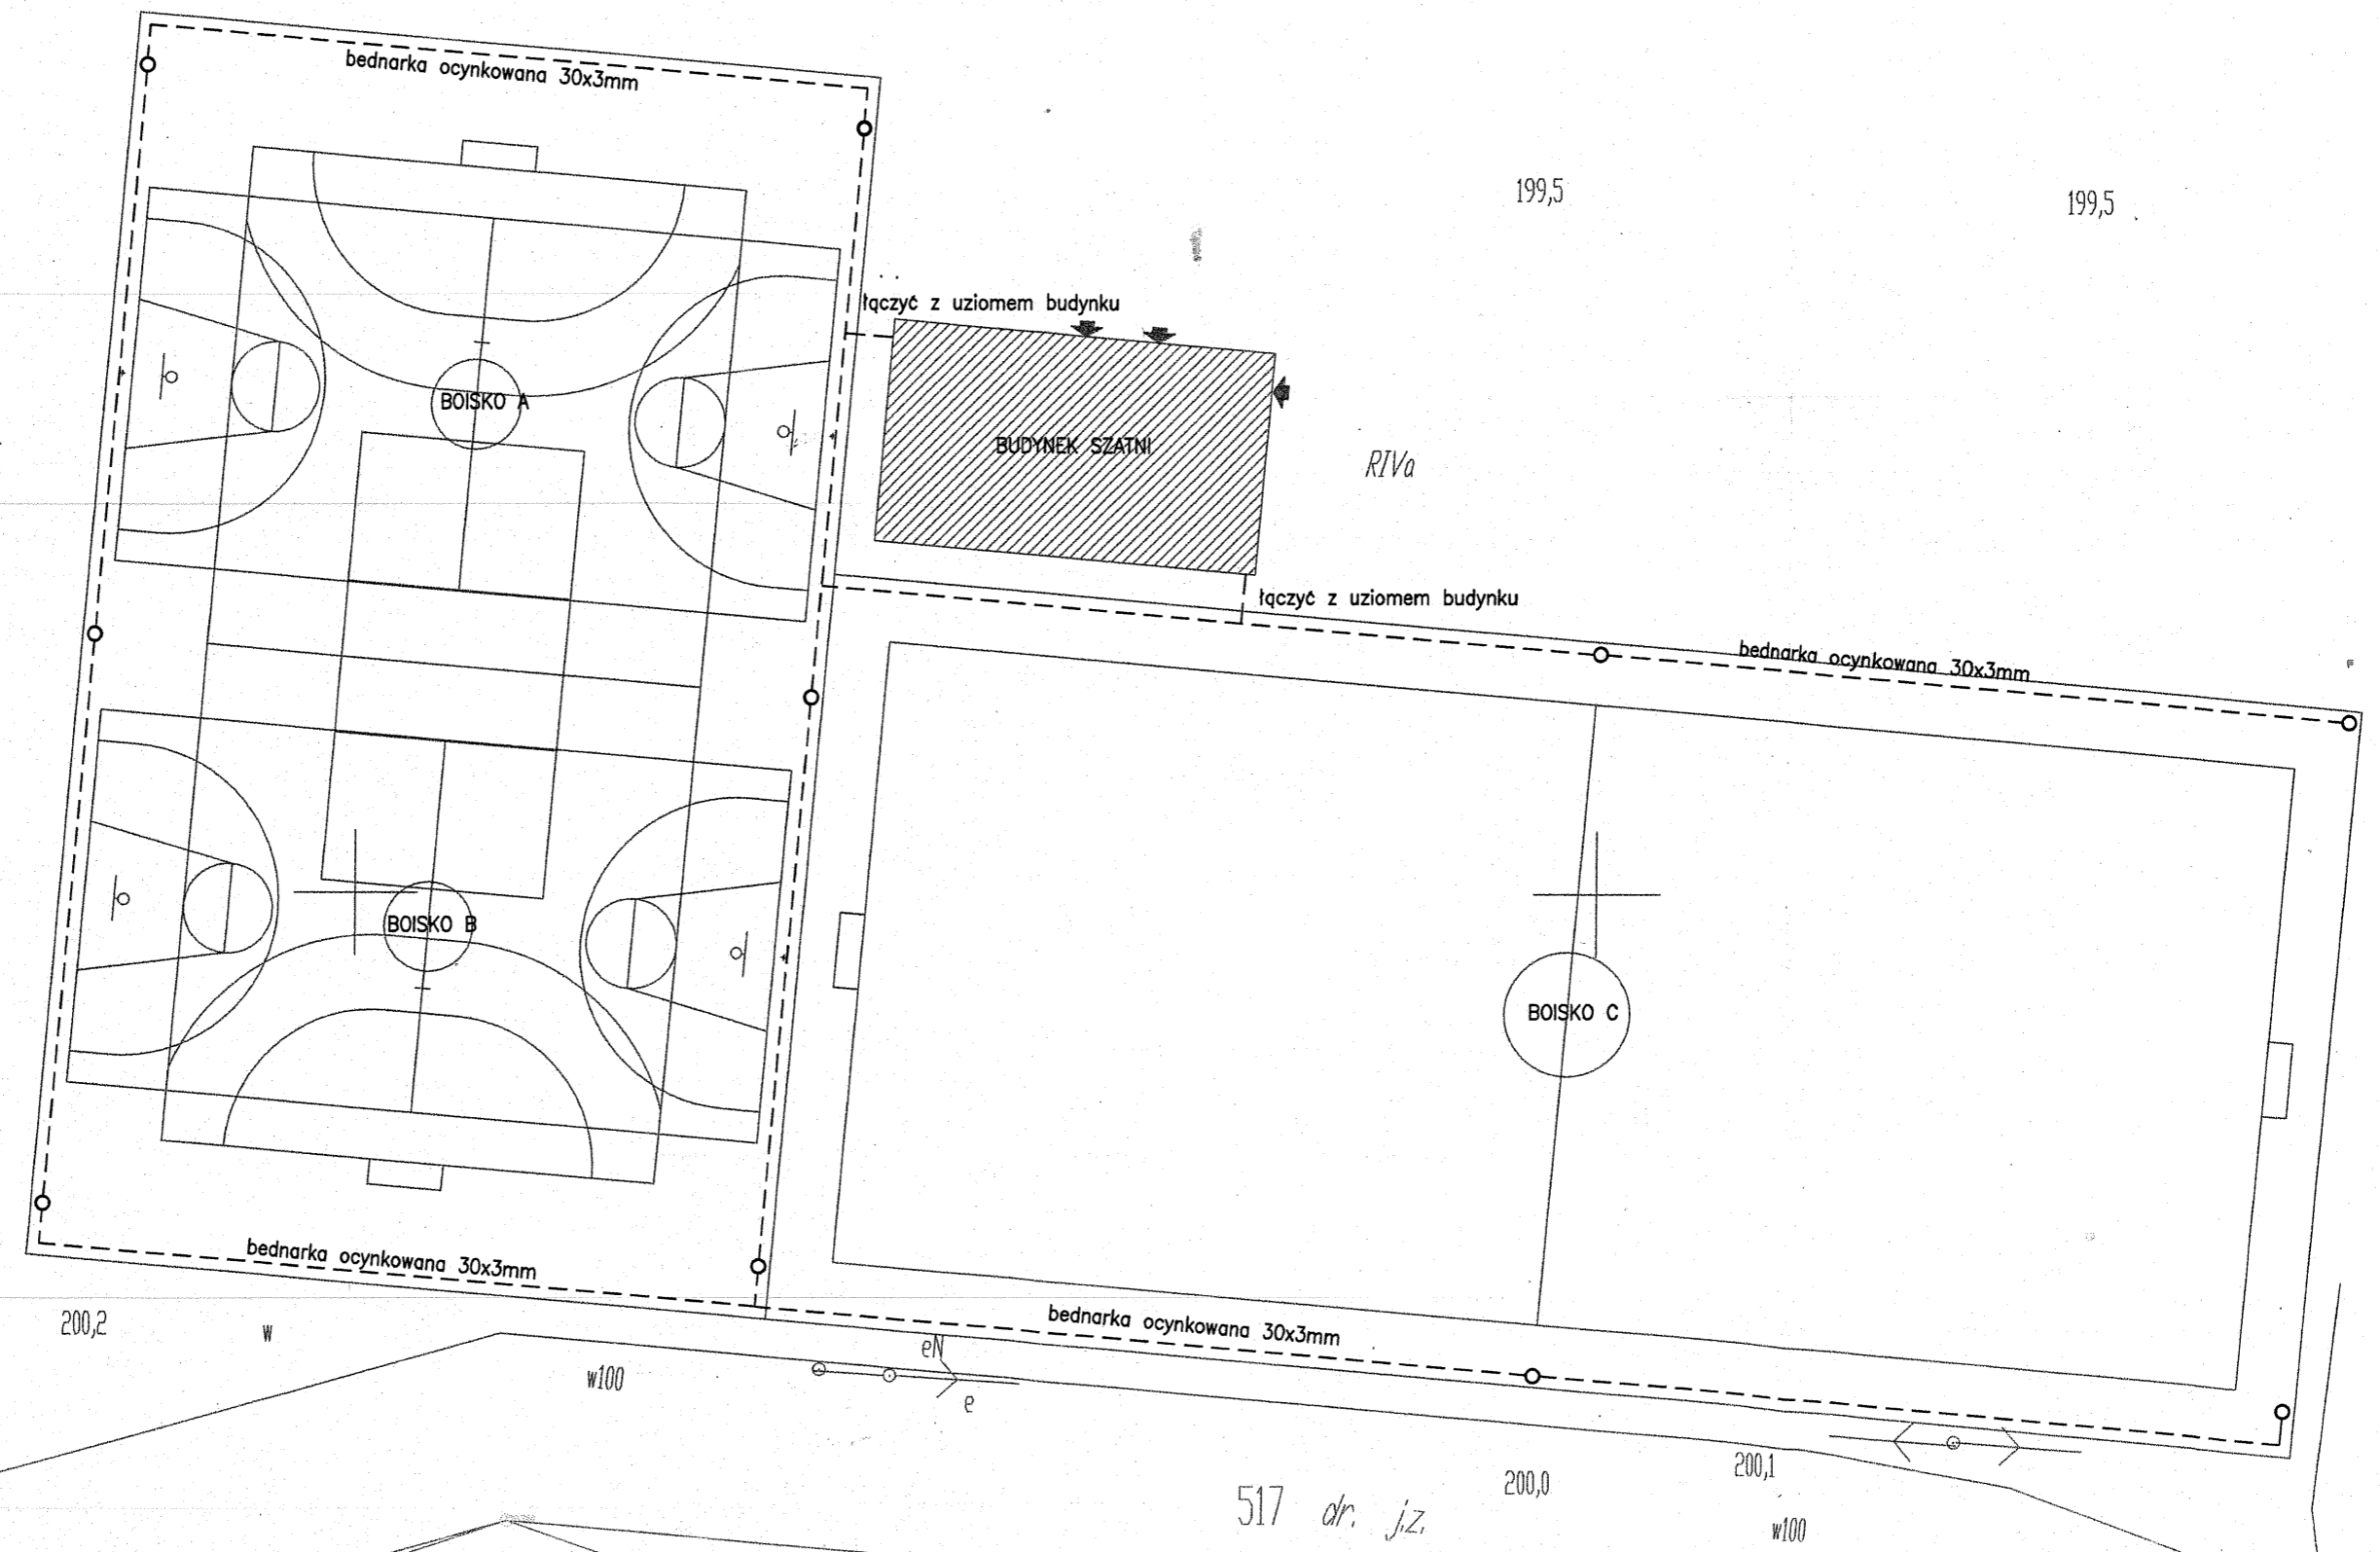 bednarka ocynkowana 30x3mm
199,5
199,5
łączyć z uziomem budynku
BOISKO A
BUDYNEK SZATNI
RIVa
łączyć z uziomem budynku
bednarka ocynkowana 30x3mm
BOISKO B
BOISKO C
bednarka ocynkowana 30x3mm
bednarka ocynkowana 30x3mm
200,2
w
w100
eN
e
200,1
200,0
517 dr. j.z.
w100